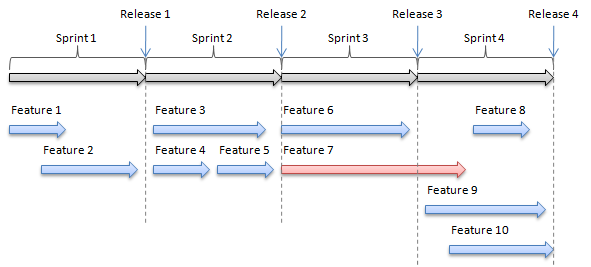 Release 1
Release 2
Release 3
Release 4
Sprint 1
Sprint 2
Sprint 3
Sprint 4
Feature 1
Feature 3
Feature 6
Feature 8
Feature 2
Feature 4
Feature 5
Feature 7
Feature 9
Feature 10